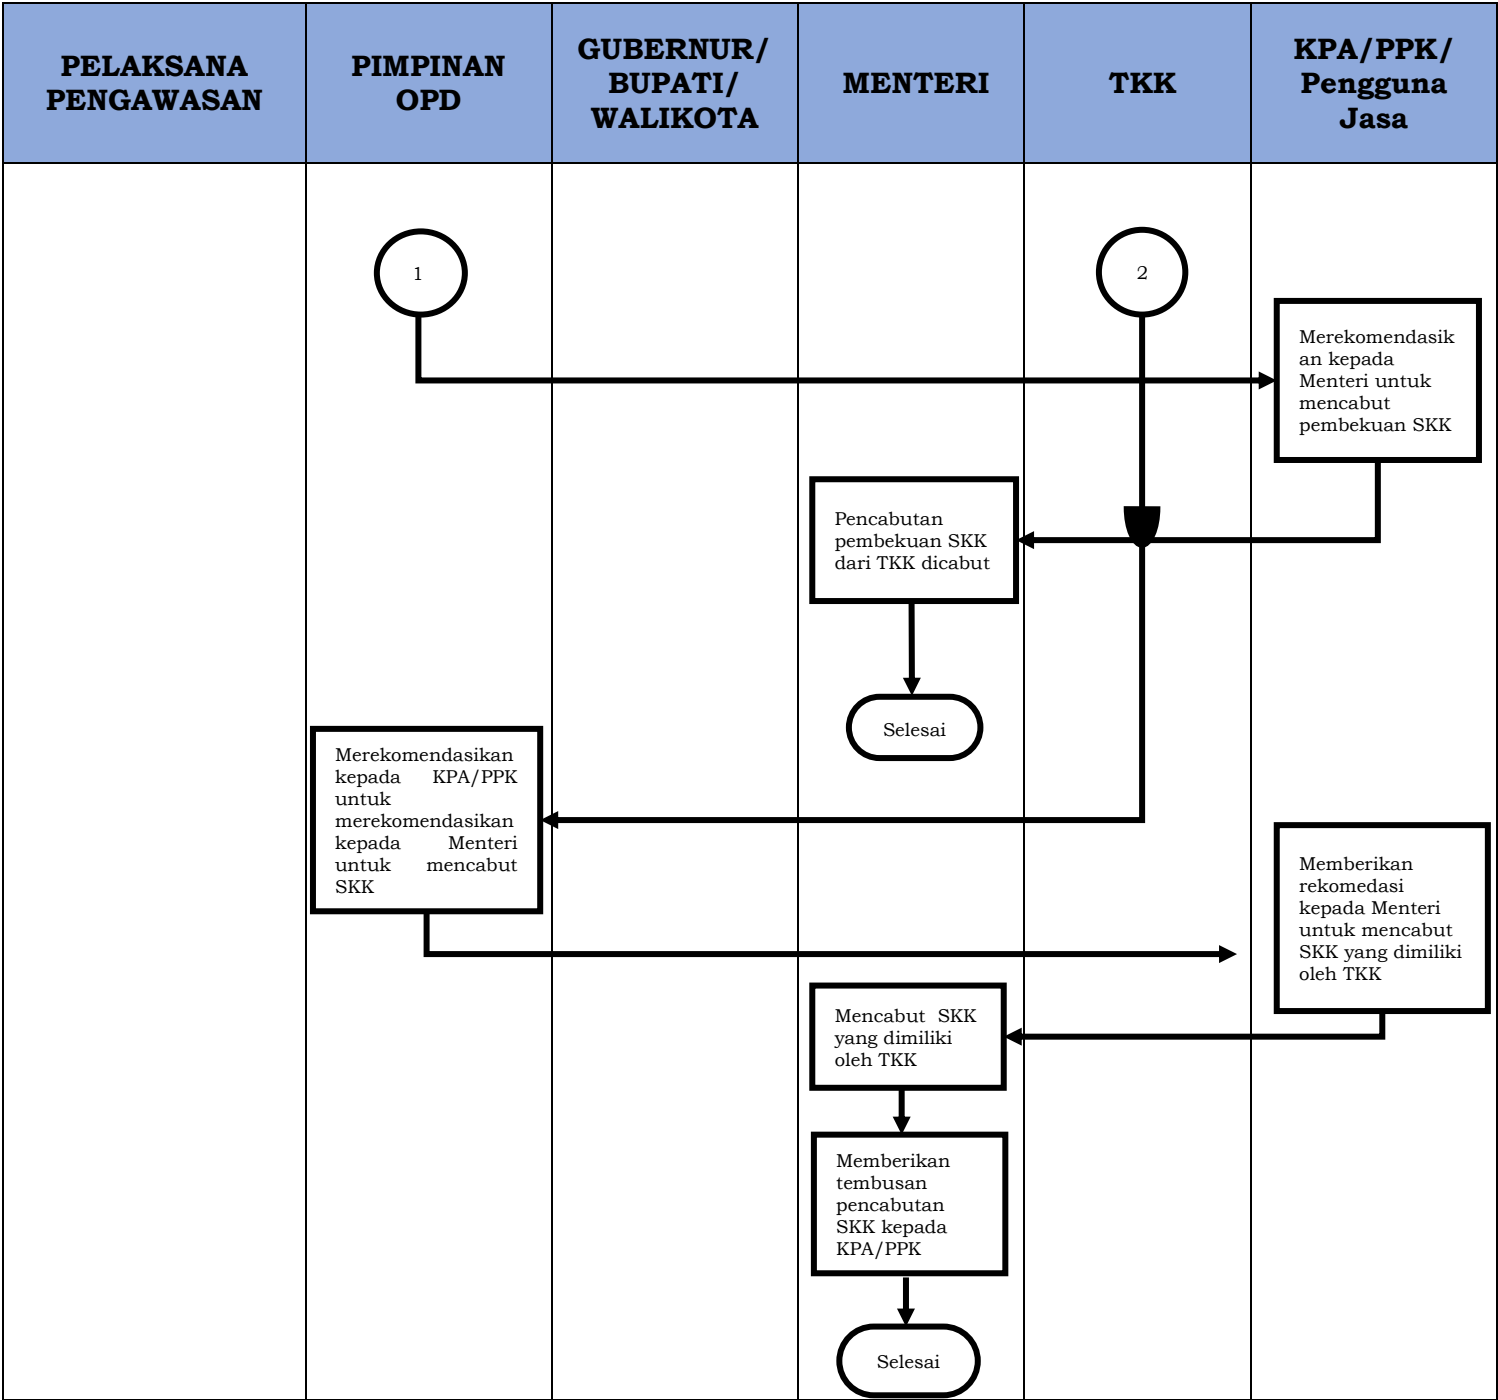 PELAKSANA
PENGAWASAN
PIMPINAN
OPD
GUBERNUR/
BUPATI/
WALIKOTA
MENTERI
TKK
KPA/PPK/
Pengguna
Jasa
1
2
Merekomendasik
an kepada
Menteri untuk
mencabut
pembekuan SKK
Pencabutan
pembekuan SKK
dari TKK dicabut
Selesai
Merekomendasikan
kepada KPA/PPK
untuk
merekomendasikan
kepada Menteri
untuk mencabut
SKK
Memberikan
rekomedasi
kepada Menteri
untuk mencabut
SKK yang dimiliki
oleh TKK
Mencabut SKK
yang dimiliki
oleh TKK
Memberikan
tembusan
pencabutan
SKK kepada
KPA/PPK
Selesai